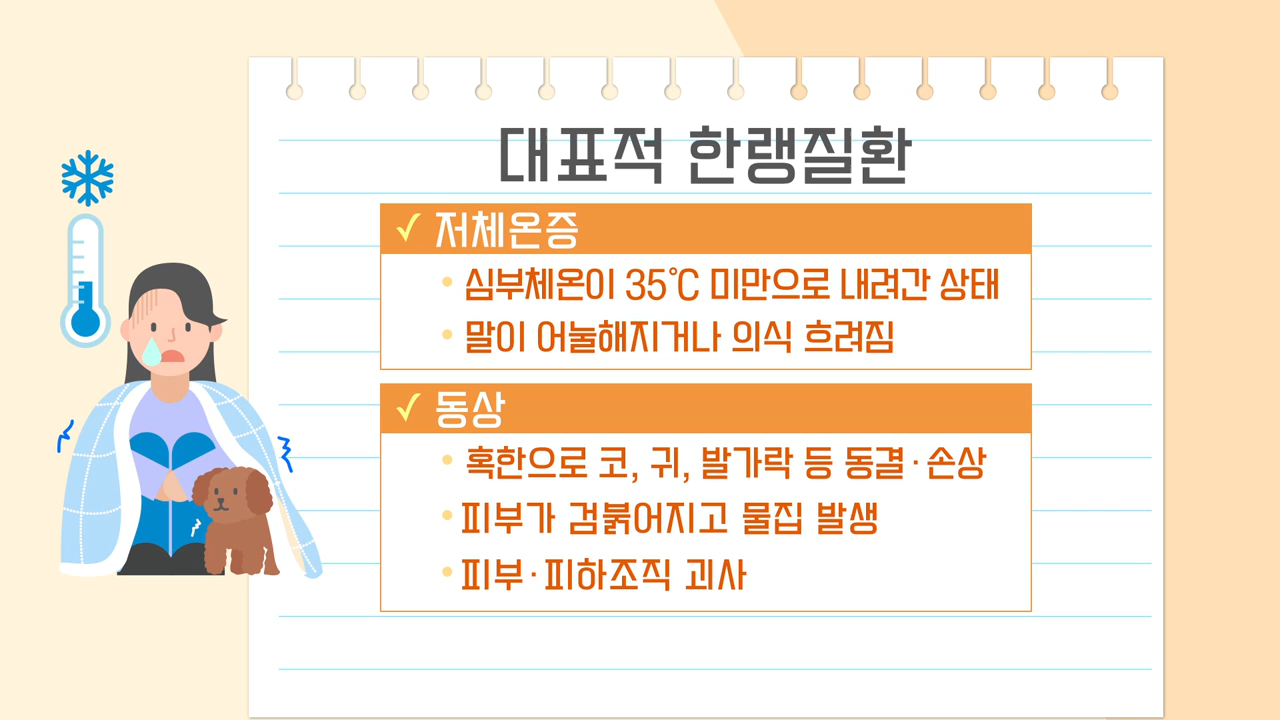 대표적 한랭질환
✓ 저체온증
• 심부체온이 35℃ 미만으로 내려간 상태
• 말이 어눌해지거나 의식 흐려짐
✓ 동상
• 혹한으로 코, 귀, 발가락 등 동결·손상
• 피부가 검붉어지고 물집 발생
• 피부·피하조직 괴사